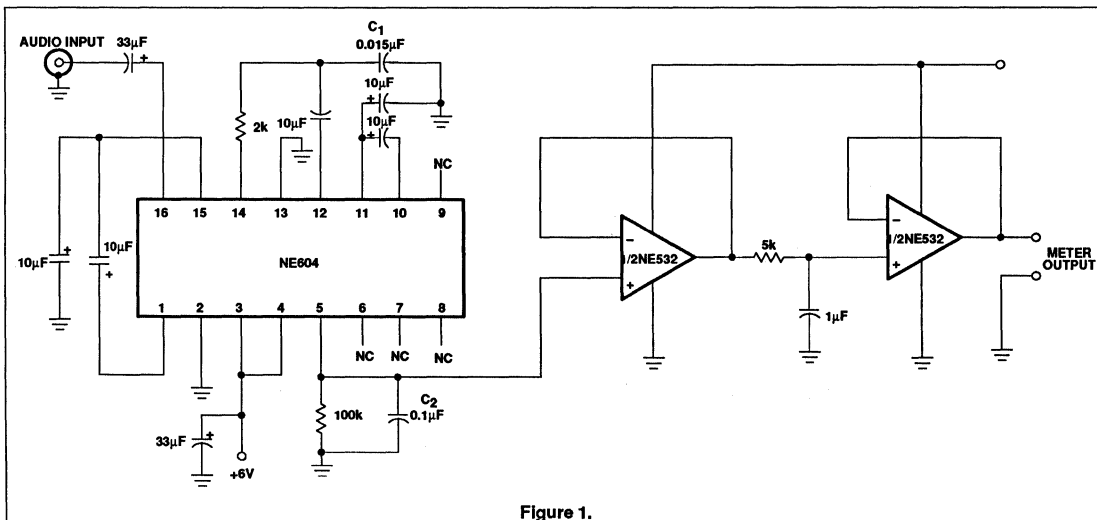 AUDIO INPUT
33µF
+
C1
0.015µF
10µF
+
10µF
+
2k
10µF
NC
16 15 14 13 12 11 10 9
NE604
1 2 3 4 5 6 7 8
10µF
+
10µF
+
NC NC NC
33µF
+
+6V
100k
C2
0.1µF
−
1/2NE532
+
5k
1µF
−
1/2NE532
+
METER
OUTPUT
Figure 1.